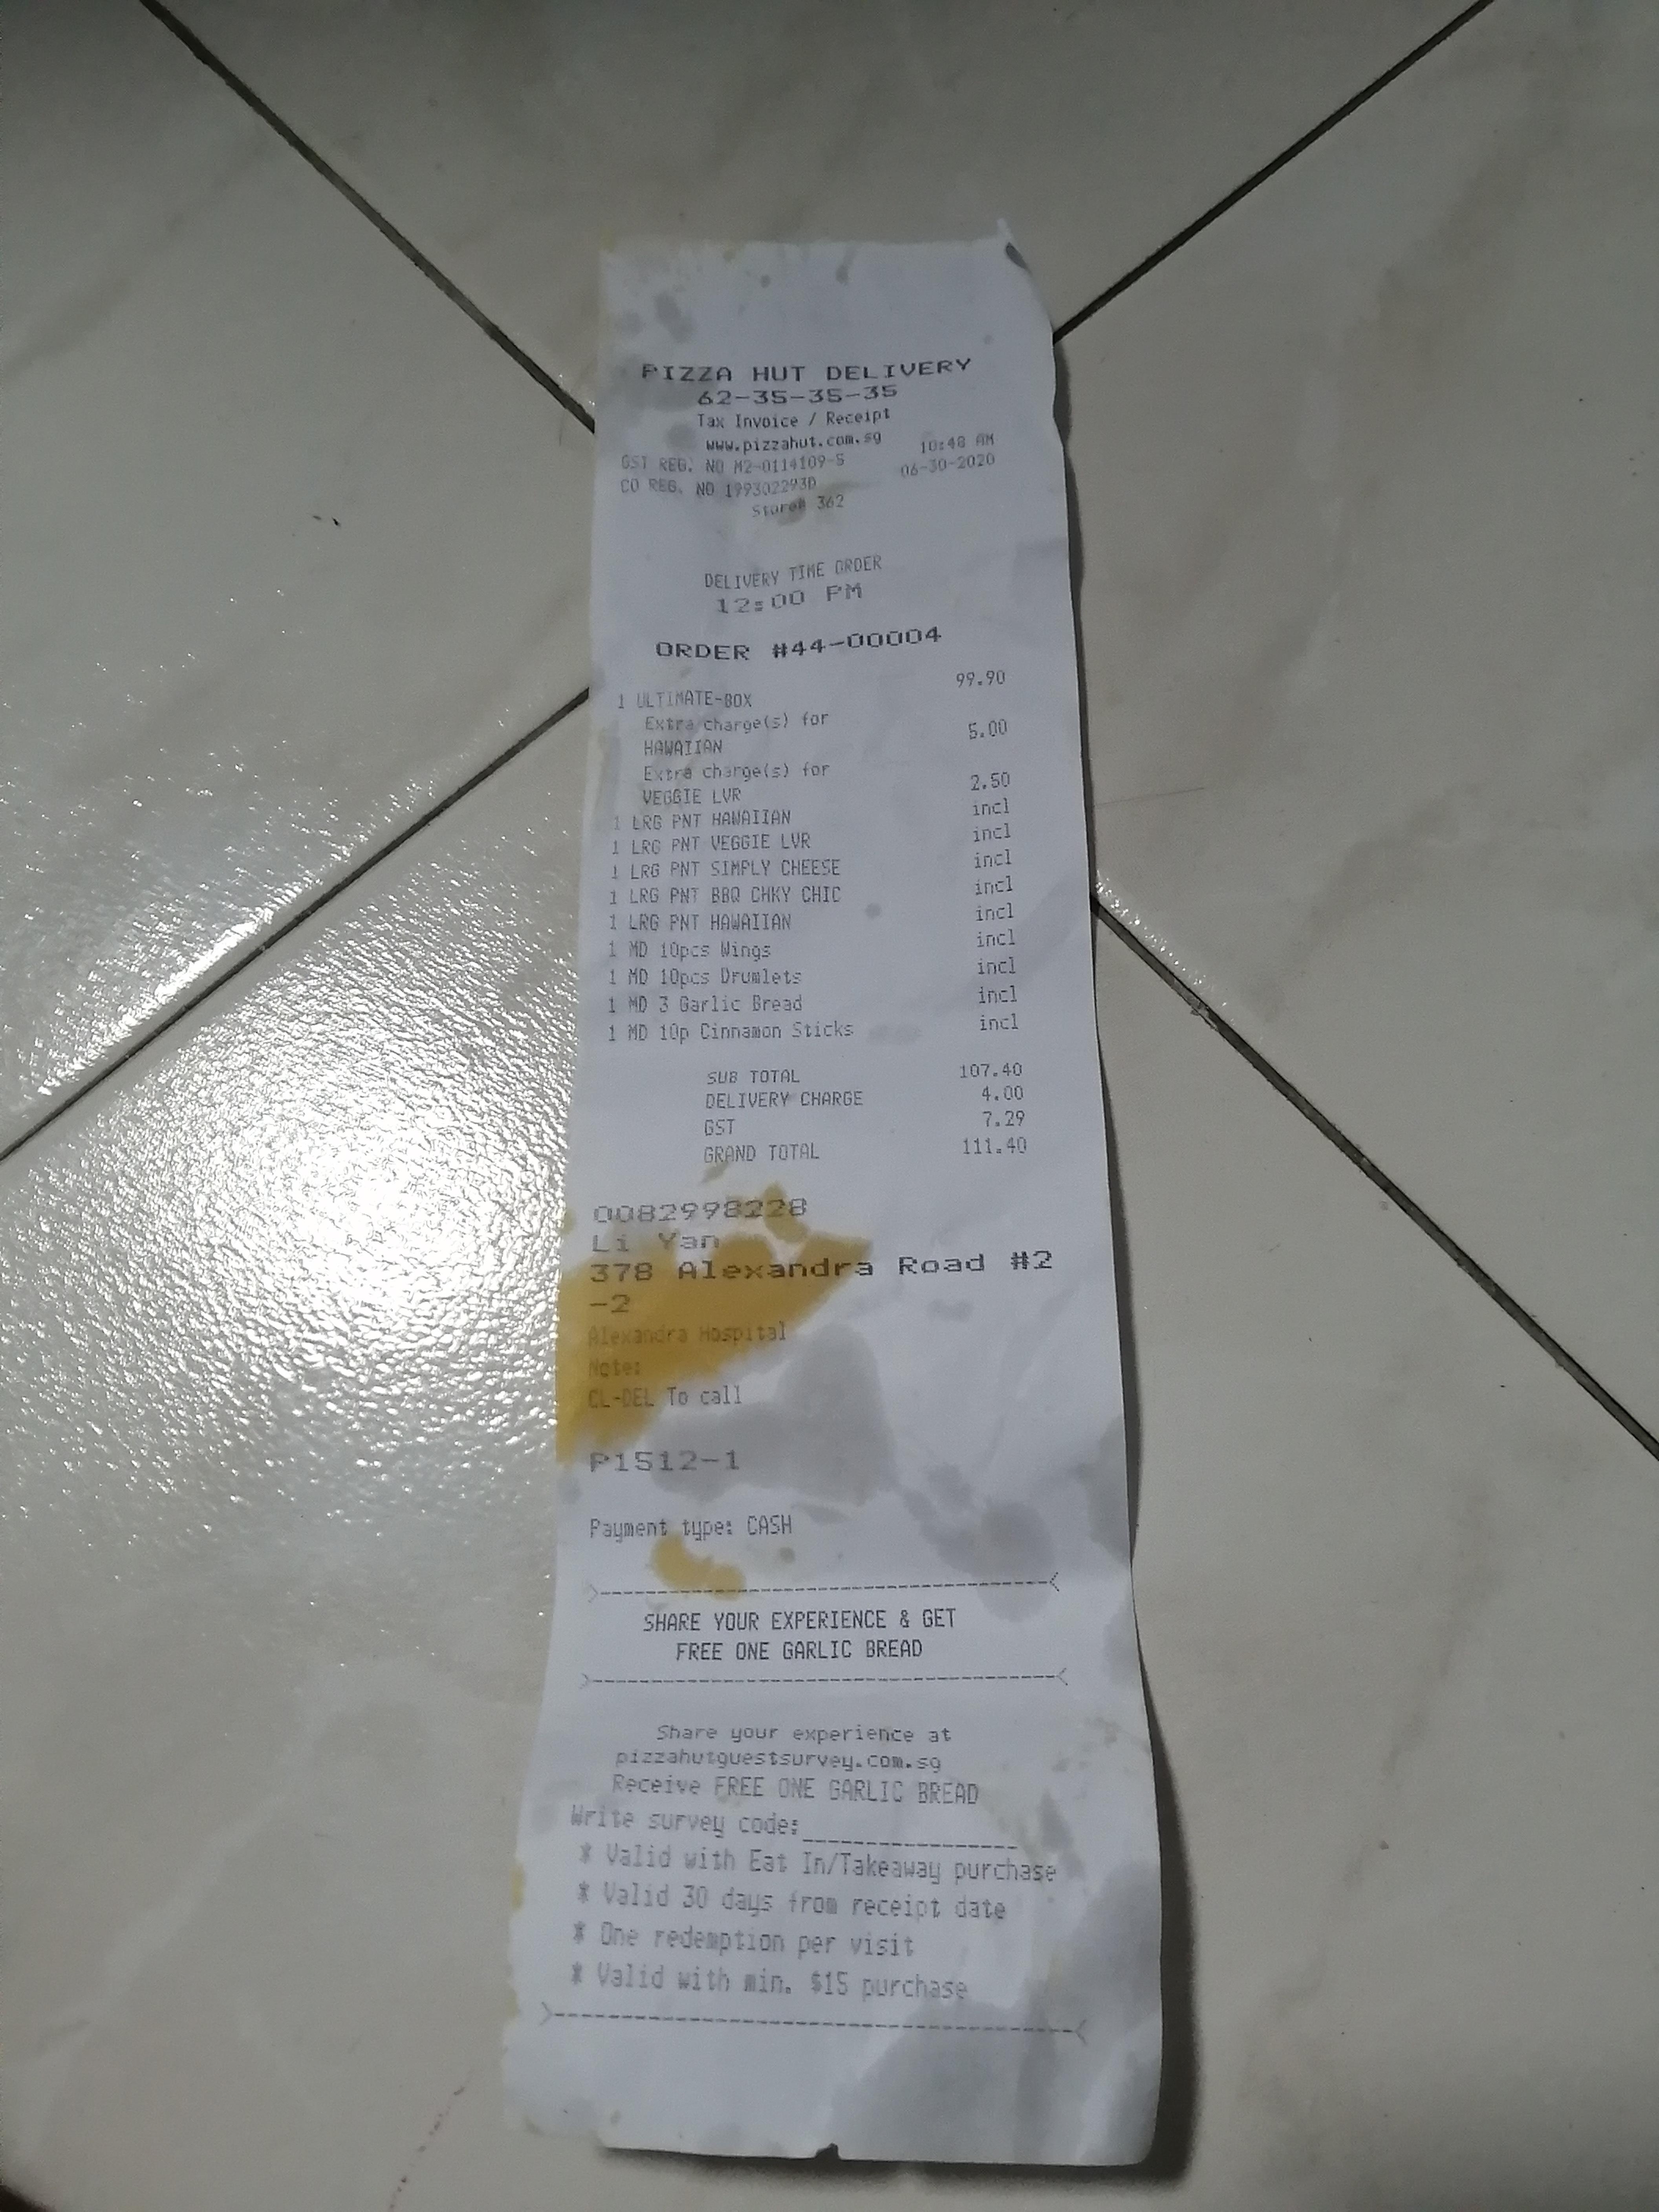 PIZZA HUT DELIVERY
62-35-35-35
Tax Invoice / Receipt
www.pizzahut.com.sg 10:48 AM
GST REG. NO M2-0114109-5 06-30-2020
CO REG. NO 199302293D
Store# 362
DELIVERY TIME ORDER
12:00 PM
ORDER #44-00004
1 ULTIMATE-BOX 99.90
Extra charge(s) for
HAWAIIAN 5.00
Extra charge(s) for
VEGGIE LVR 2.50
1 LRG PNT HAWAIIAN incl
1 LRG PNT VEGGIE LVR incl
1 LRG PNT SIMPLY CHEESE incl
1 LRG PNT BBQ CHKY CHIC incl
1 LRG PNT HAWAIIAN incl
1 MD 10pcs Wings incl
1 MD 10pcs Drumlets incl
1 MD 3 Garlic Bread incl
1 MD 10p Cinnamon Sticks incl
SUB TOTAL 107.40
DELIVERY CHARGE 4.00
GST 7.29
GRAND TOTAL 111.40
0082998228
Li Yan
378 Alexandra Road #2
-2
Alexandra Hospital
Note:
CL-DEL To call
P1512-1
Payment type: CASH
>--------------------------------------<
SHARE YOUR EXPERIENCE & GET
FREE ONE GARLIC BREAD
>--------------------------------------<
Share your experience at
pizzahutguestsurvey.com.sg
Receive FREE ONE GARLIC BREAD
Write survey code:________________
* Valid with Eat In/Takeaway purchase
* Valid 30 days from receipt date
* One redemption per visit
* Valid with min. $15 purchase
>--------------------------------------<